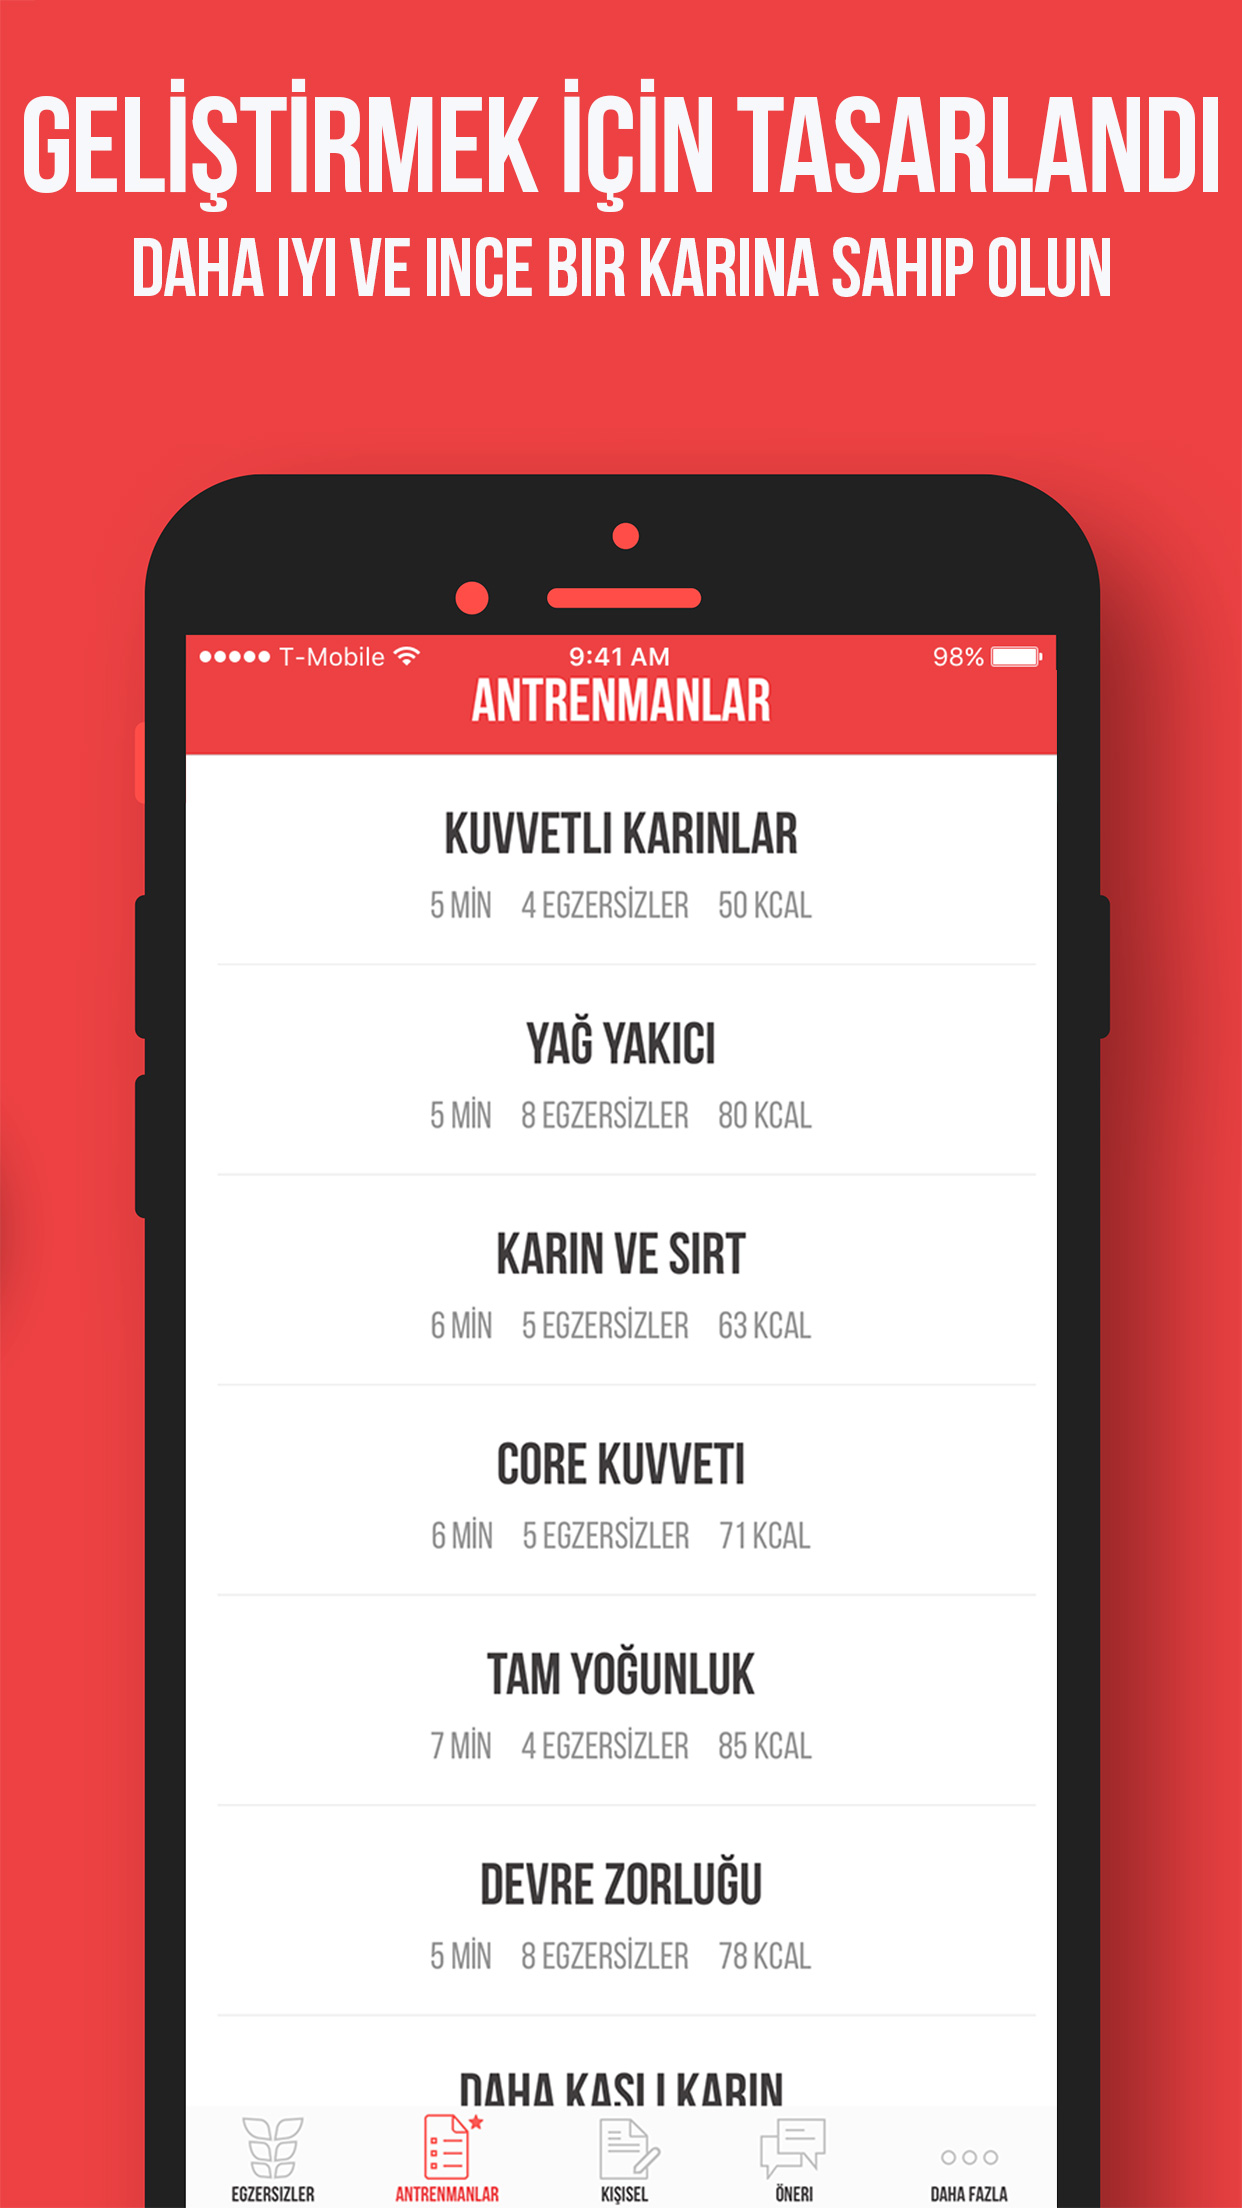 GELİŞTİRMEK İÇİN TASARLANDI
DAHA IYI VE INCE BIR KARINA SAHIP OLUN
T-Mobile 9:41 AM 98%
ANTRENMANLAR
KUVVETLI KARINLAR
5 MİN 4 EGZERSİZLER 50 KCAL
YAĞ YAKICI
5 MİN 8 EGZERSİZLER 80 KCAL
KARIN VE SIRT
6 MİN 5 EGZERSİZLER 63 KCAL
CORE KUVVETI
6 MİN 5 EGZERSİZLER 71 KCAL
TAM YOĞUNLUK
7 MİN 4 EGZERSİZLER 85 KCAL
DEVRE ZORLUĞU
5 MİN 8 EGZERSİZLER 78 KCAL
DAHA KASLI KARIN
EGZERSIZLER ANTRENMANLAR KIŞISEL ÖNERI DAHA FAZLA